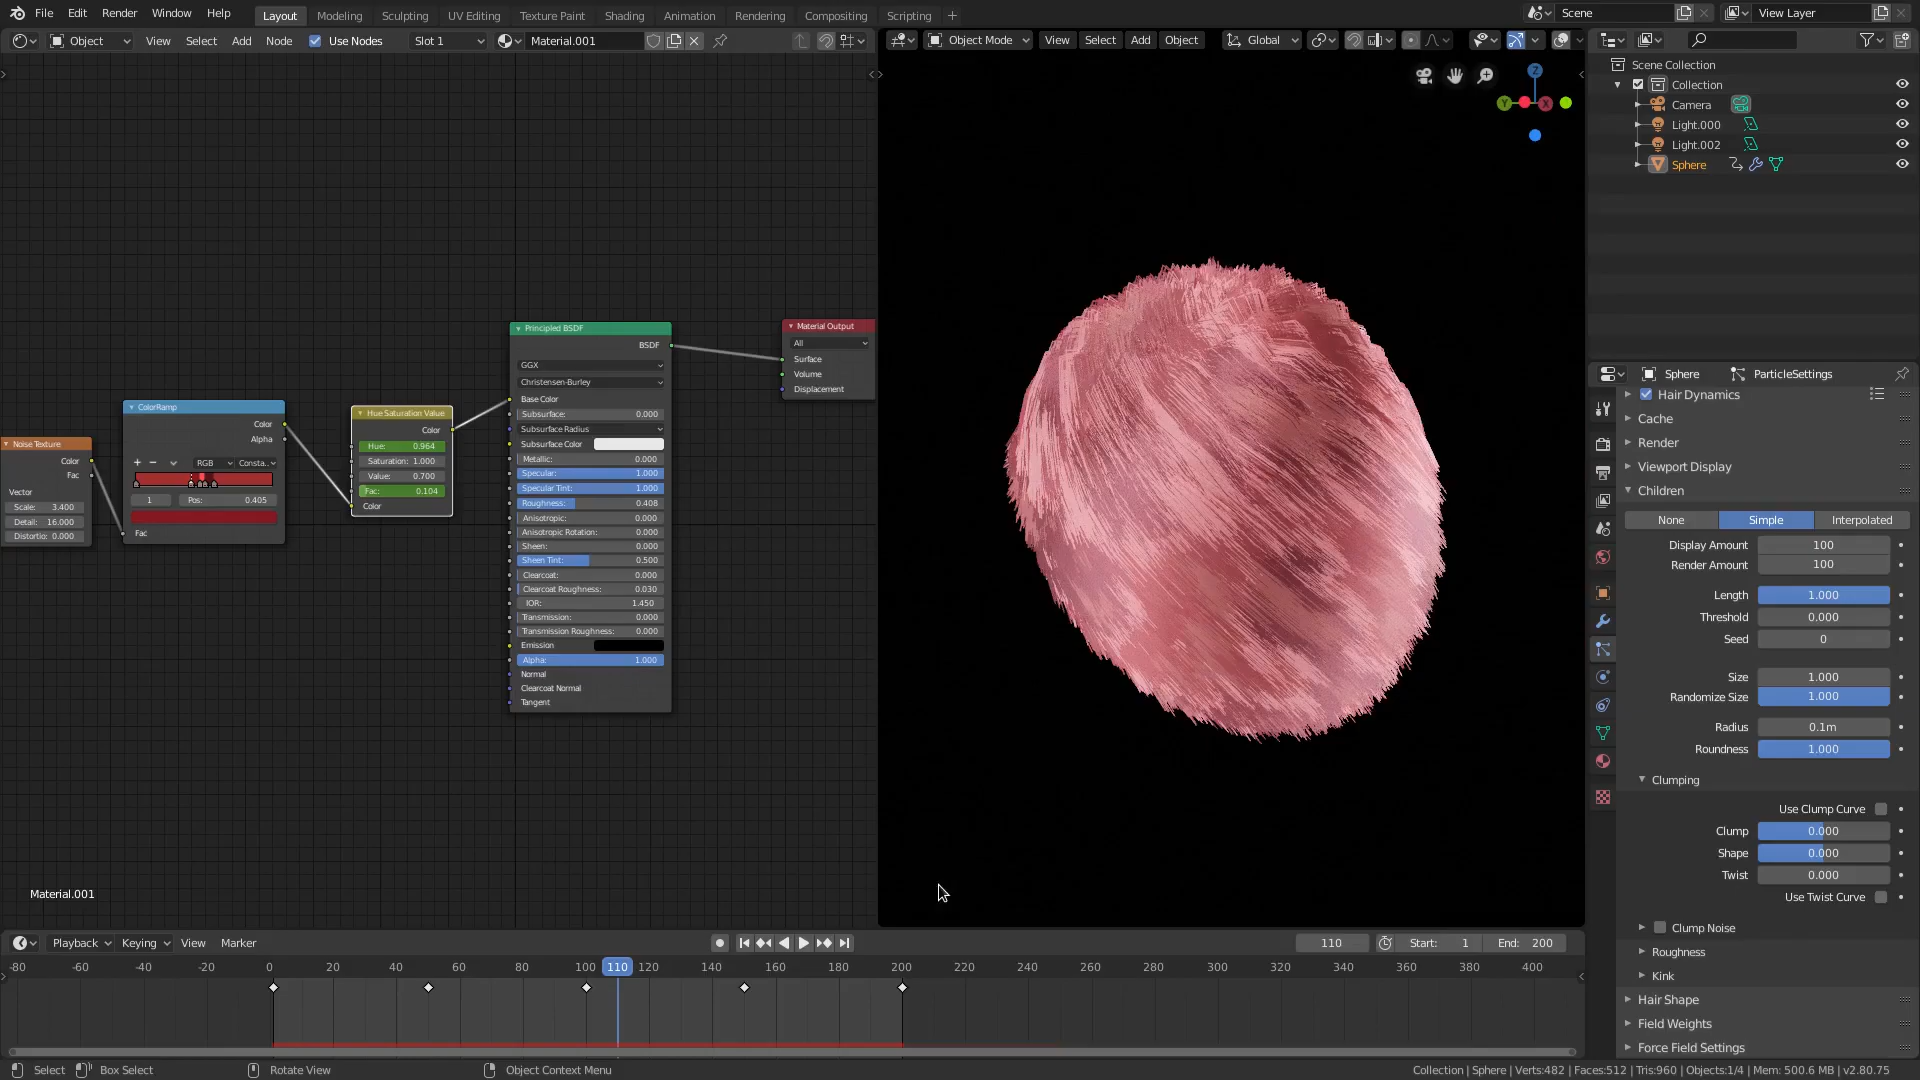 File Edit Render Window Help Layout Modeling Sculpting UV Editing Texture Paint Shading Animation Rendering Compositing Scripting Scene View Layer
Object View Select Add Node Use Nodes Slot 1 Material.001
Object Mode View Select Add Object Global
Z
Y X
Scene Collection
Collection
Camera
Light.000
Light.002
Sphere
Noise Texture
Color
Fac
Vector
Scale: 3.400
Detail: 16.000
Distortio: 0.000
ColorRamp
Color
Alpha
RGB Consta..
1 Pos: 0.405
Fac
Hue Saturation Value
Color
Hue: 0.964
Saturation: 1.000
Value: 0.700
Fac: 0.104
Color
Principled BSDF
BSDF
GGX
Christensen-Burley
Base Color
Subsurface: 0.000
Subsurface Radius
Subsurface Color
Metallic: 0.000
Specular: 1.000
Specular Tint: 1.000
Roughness: 0.408
Anisotropic: 0.000
Anisotropic Rotation: 0.000
Sheen: 0.000
Sheen Tint: 0.500
Clearcoat: 0.000
Clearcoat Roughness: 0.030
IOR: 1.450
Transmission: 0.000
Transmission Roughness: 0.000
Emission
Alpha: 1.000
Normal
Clearcoat Normal
Tangent
Material Output
All
Surface
Volume
Displacement
Material.001
Sphere ParticleSettings
Hair Dynamics
Cache
Render
Viewport Display
Children
None Simple Interpolated
Display Amount 100
Render Amount 100
Length 1.000
Threshold 0.000
Seed 0
Size 1.000
Randomize Size 1.000
Radius 0.1m
Roundness 1.000
Clumping
Use Clump Curve
Clump 0.000
Shape 0.000
Twist 0.000
Use Twist Curve
Clump Noise
Roughness
Kink
Hair Shape
Field Weights
Force Field Settings
Playback Keying View Marker 110 Start: 1 End: 200
-80 -60 -40 -20 0 20 40 60 80 100 110 120 140 160 180 200 220 240 260 280 300 320 340 360 380 400
Select Box Select Rotate View Object Context Menu Collection | Sphere | Verts:482 | Faces:512 | Tris:960 | Objects:1/4 | Mem: 500.6 MB | v2.80.75